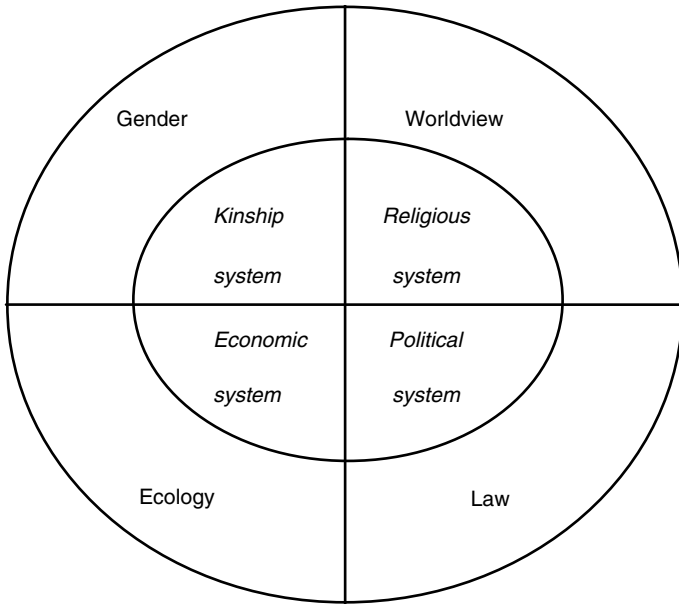 Gender
Worldview
Kinship
system
Religious
system
Economic
system
Political
system
Ecology
Law